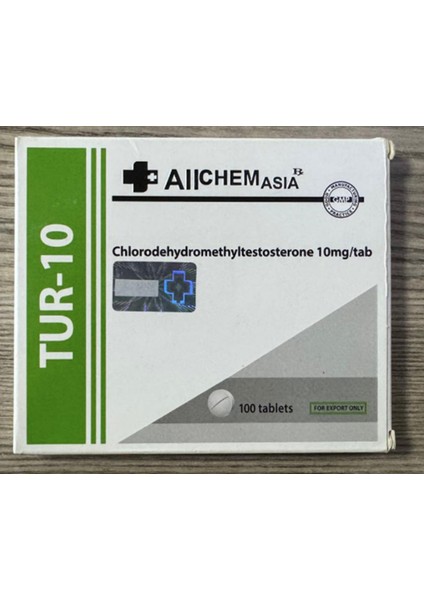 AllCHEMASIA℞
GMP
Chlorodehydromethyltestosterone 10mg/tab
TUR-10
100 tablets
FOR EXPORT ONLY